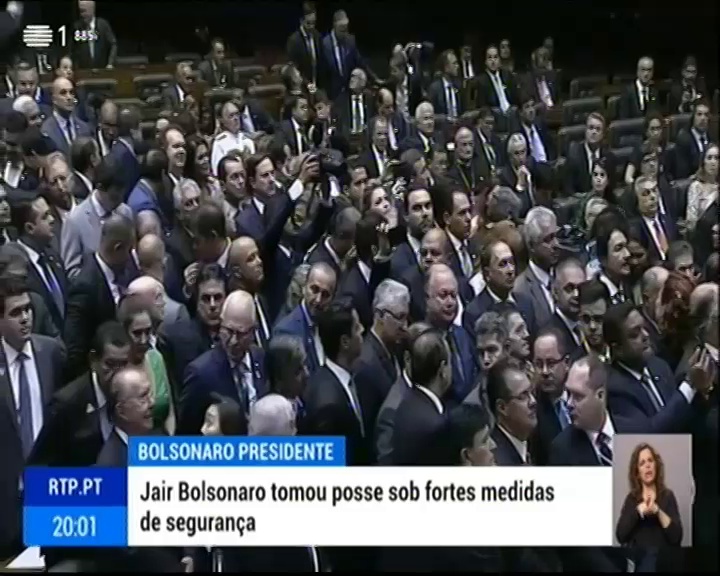 1
BOLSONARO PRESIDENTE
RTP.PT
Jair Bolsonaro tomou posse sob fortes medidas
de segurança
20:01